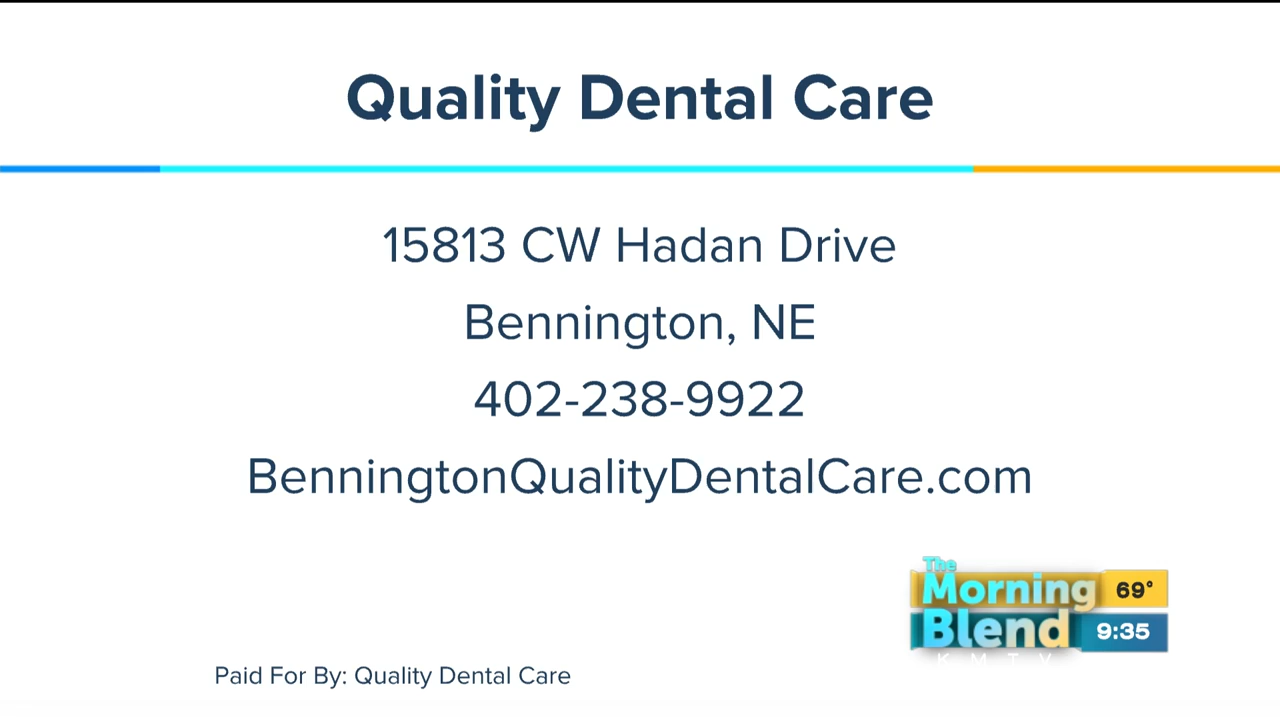 Quality Dental Care
15813 CW Hadan Drive
Bennington, NE
402-238-9922
BenningtonQualityDentalCare.com
The
Morning
69°
Blend
9:35
KMTV
Paid For By: Quality Dental Care